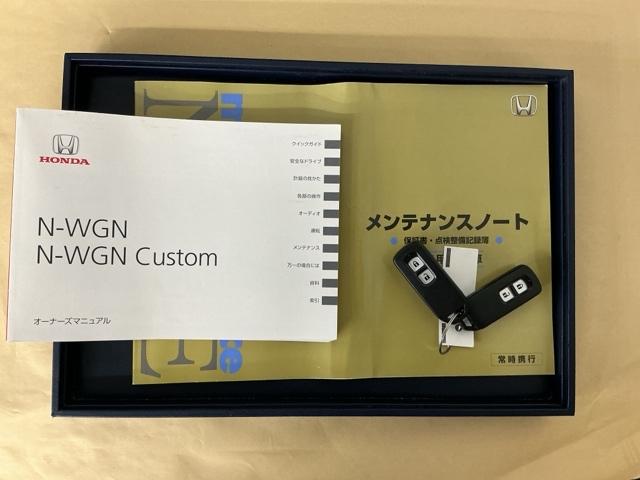 HONDA
N-WGN
N-WGN Custom
オーナーズマニュアル
クイックガイド
安全なドライブ
計器の見かた
各部の操作
オーディオ
運転
メンテナンス
万一の場合には
資料
索引
メンテナンスノート
保証書・点検整備記録簿
常時携行